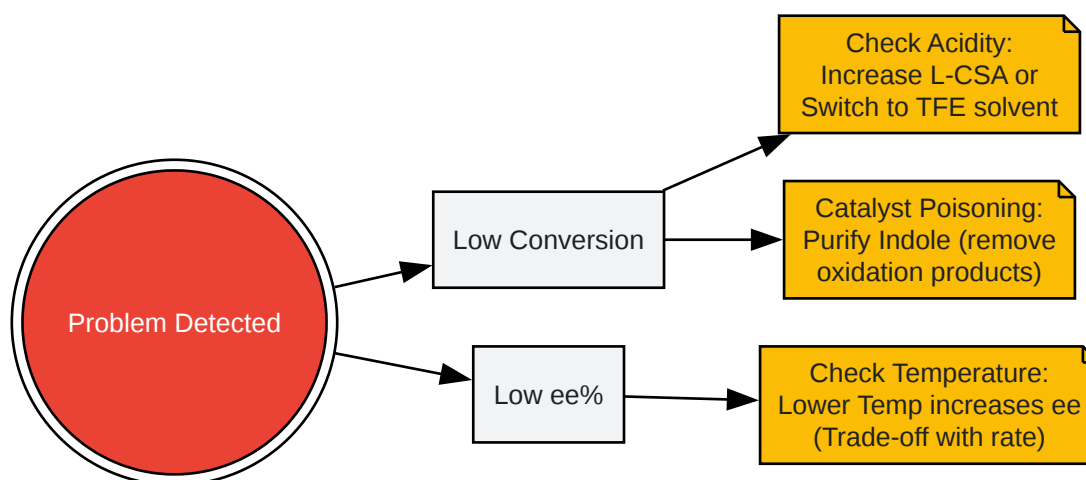 Problem Detected
Low Conversion
Check Acidity:
Increase L-CSA or
Switch to TFE solvent
Catalyst Poisoning:
Purify Indole (remove
oxidation products)
Low ee%
Check Temperature:
Lower Temp increases ee
(Trade-off with rate)